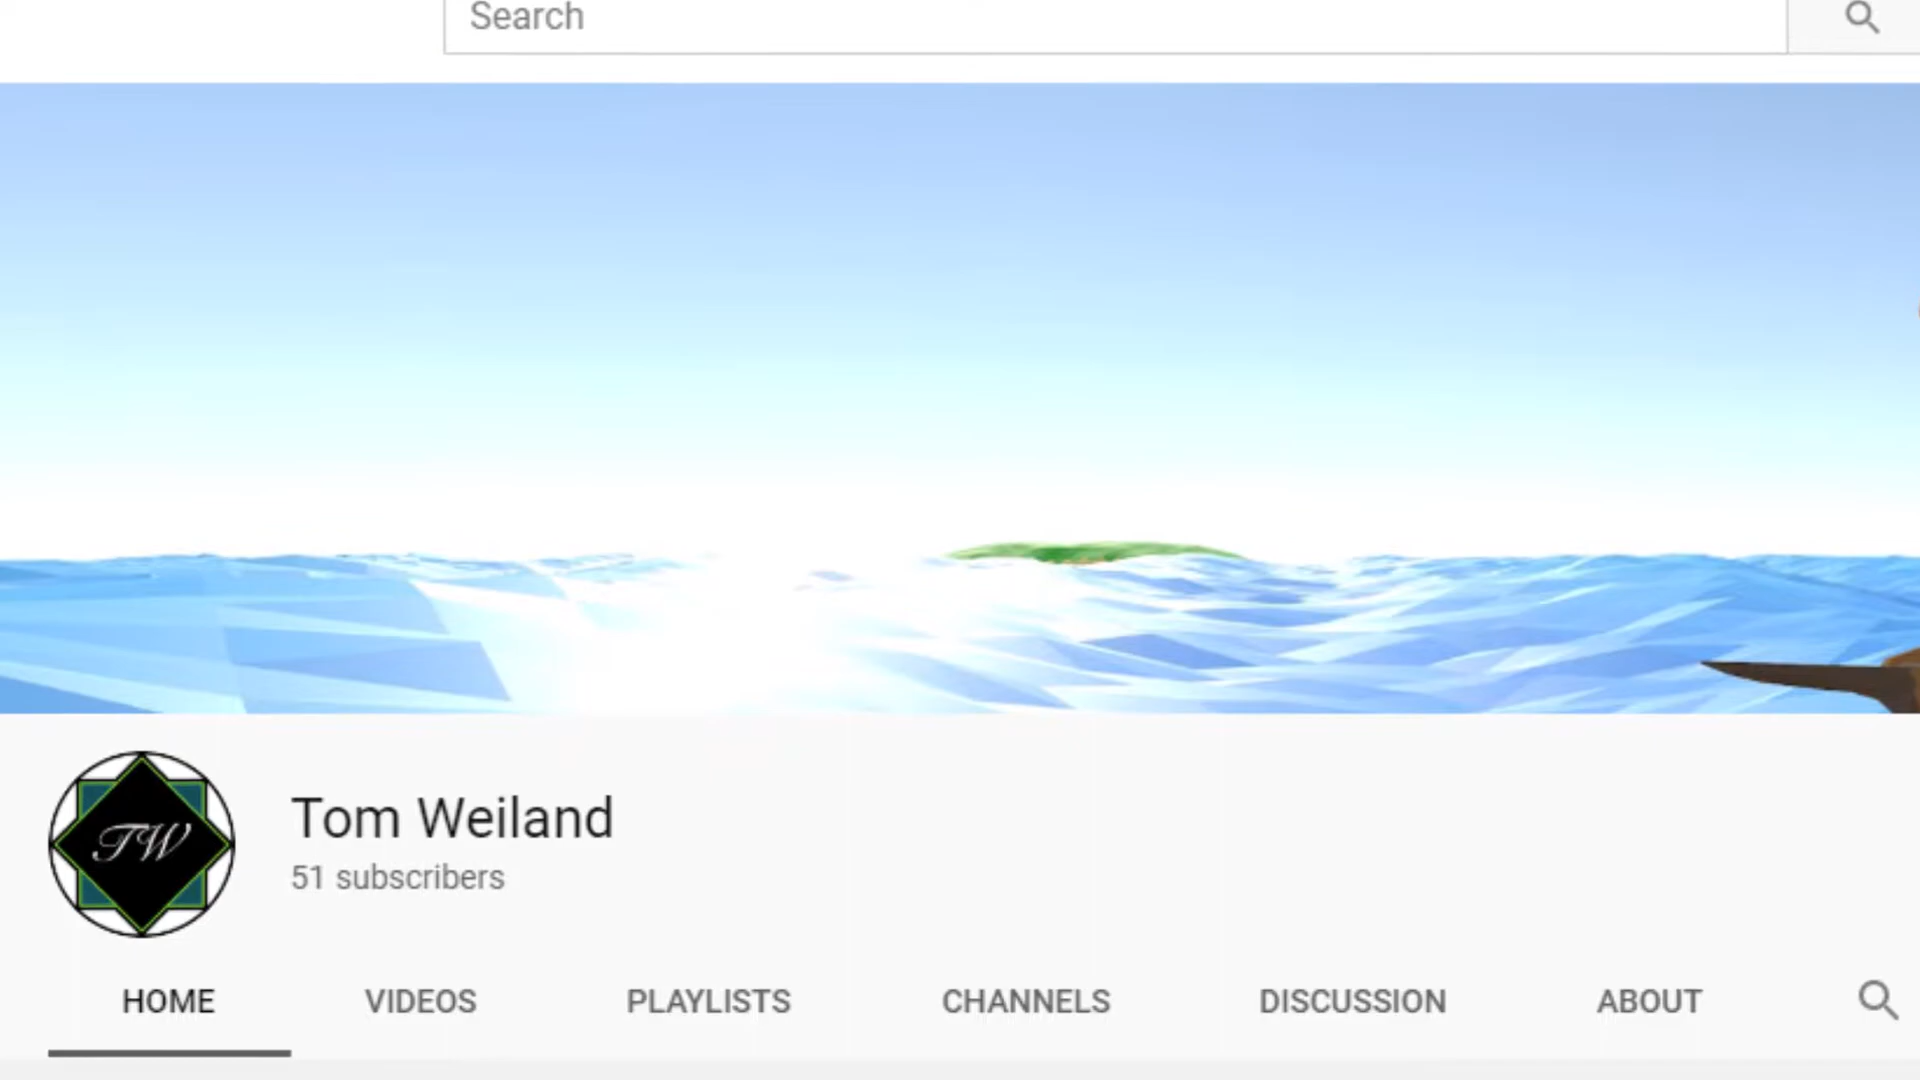 Search
TW
Tom Weiland
51 subscribers
HOME VIDEOS PLAYLISTS CHANNELS DISCUSSION ABOUT